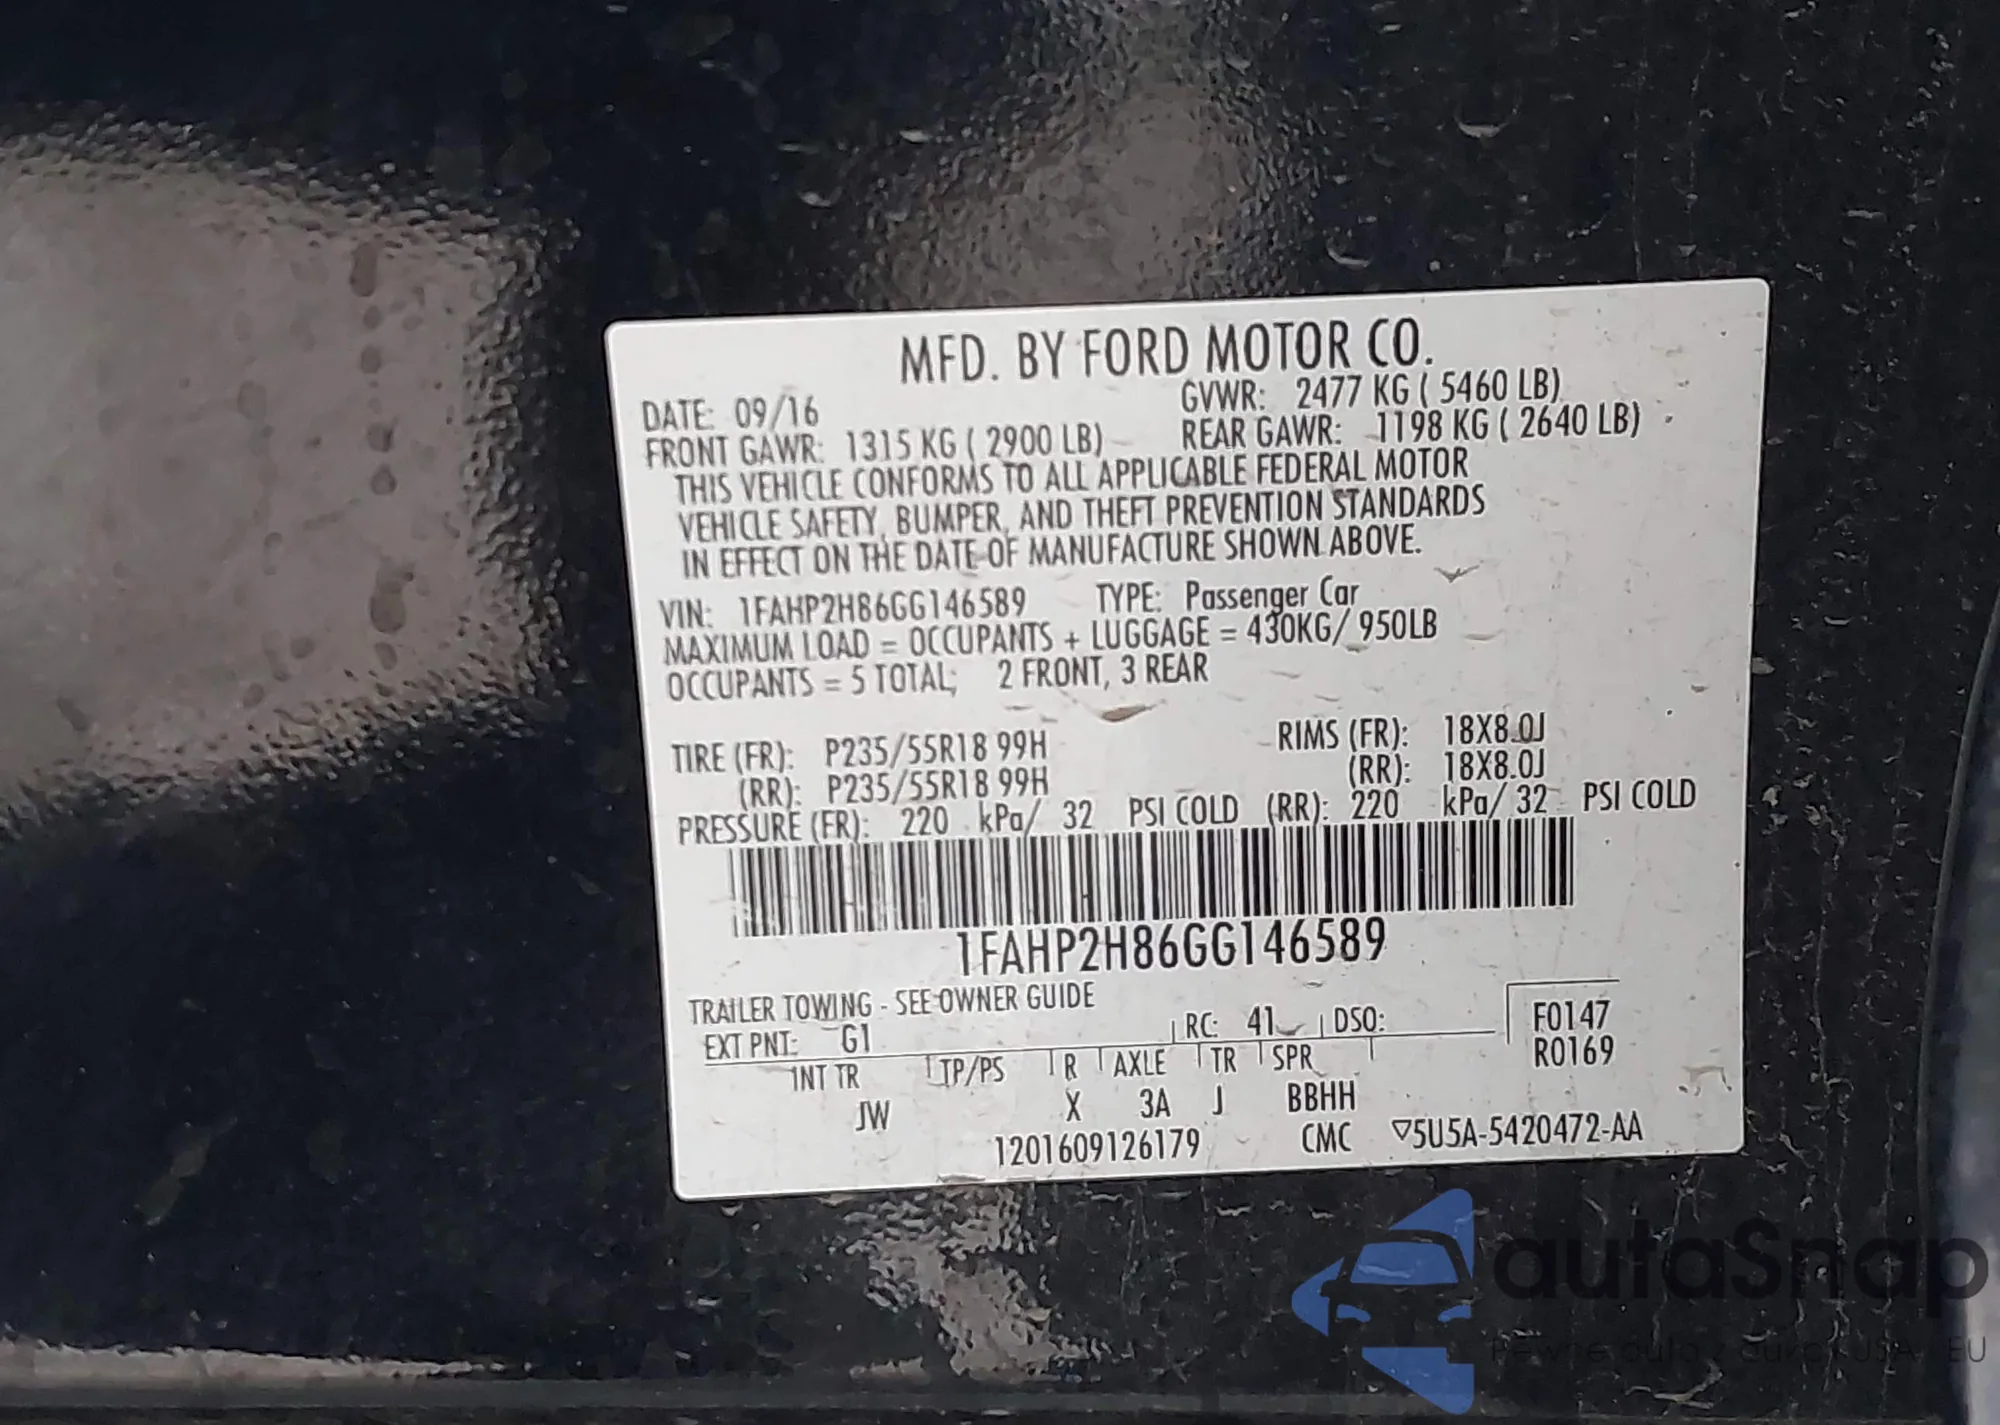 MFD. BY FORD MOTOR CO.
DATE: 09/16 GVWR: 2477 KG ( 5460 LB)
FRONT GAWR: 1315 KG ( 2900 LB) REAR GAWR: 1198 KG ( 2640 LB)
THIS VEHICLE CONFORMS TO ALL APPLICABLE FEDERAL MOTOR
VEHICLE SAFETY, BUMPER, AND THEFT PREVENTION STANDARDS
IN EFFECT ON THE DATE OF MANUFACTURE SHOWN ABOVE.
VIN: 1FAHP2H86GG146589 TYPE: Passenger Car
MAXIMUM LOAD = OCCUPANTS + LUGGAGE = 430KG/ 950LB
OCCUPANTS = 5 TOTAL; 2 FRONT, 3 REAR
TIRE (FR): P235/55R18 99H RIMS (FR): 18X8.0J
(RR): P235/55R18 99H (RR): 18X8.0J
PRESSURE (FR): 220 kPa/ 32 PSI COLD (RR): 220 kPa/ 32 PSI COLD
1FAHP2H86GG146589
TRAILER TOWING - SEE OWNER GUIDE
EXT PNT: G1 RC: 41 DSO: F0147
INT TR TP/PS R AXLE TR SPR R0169
JW X 3A J BBHH
1201609126179 CMC ▽5U5A-5420472-AA
autaSnap